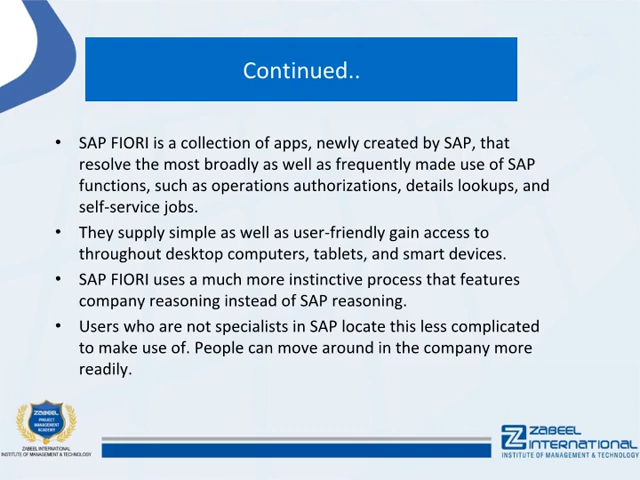 Continued..
• SAP FIORI is a collection of apps, newly created by SAP, that
resolve the most broadly as well as frequently made use of SAP
functions, such as operations authorizations, details lookups, and
self-service jobs.
• They supply simple as well as user-friendly gain access to
throughout desktop computers, tablets, and smart devices.
• SAP FIORI uses a much more instinctive process that features
company reasoning instead of SAP reasoning.
• Users who are not specialists in SAP locate this less complicated
to make use of. People can move around in the company more
readily.
ZABEEL
PROJECT
MANAGEMENT
ACADEMY
ZABEEL INTERNATIONAL
INSTITUTE OF MANAGEMENT & TECHNOLOGY
ZABEEL
INTERNATIONAL
INSTITUTE OF MANAGEMENT & TECHNOLOGY